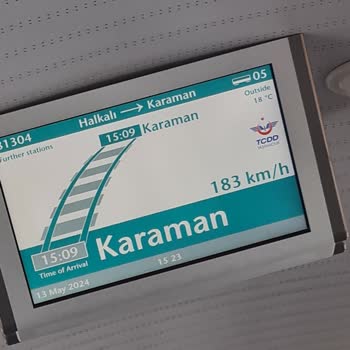 81304
Halkalı → Karaman
05
Further stations
15:09 Karaman
Outside
18 °C
TCDD
183 km/h
15:09
Karaman
Time of Arrival
13 May 2024
15 23